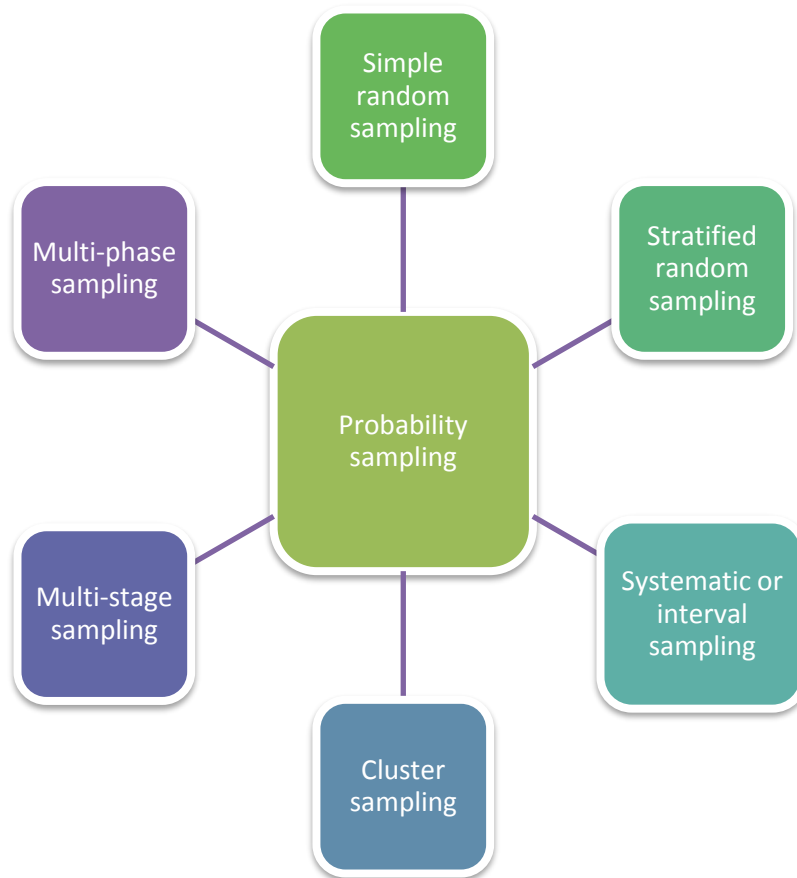 Simple
random
sampling
Stratified
random
sampling
Systematic or
interval
sampling
Cluster
sampling
Multi-stage
sampling
Multi-phase
sampling
Probability
sampling